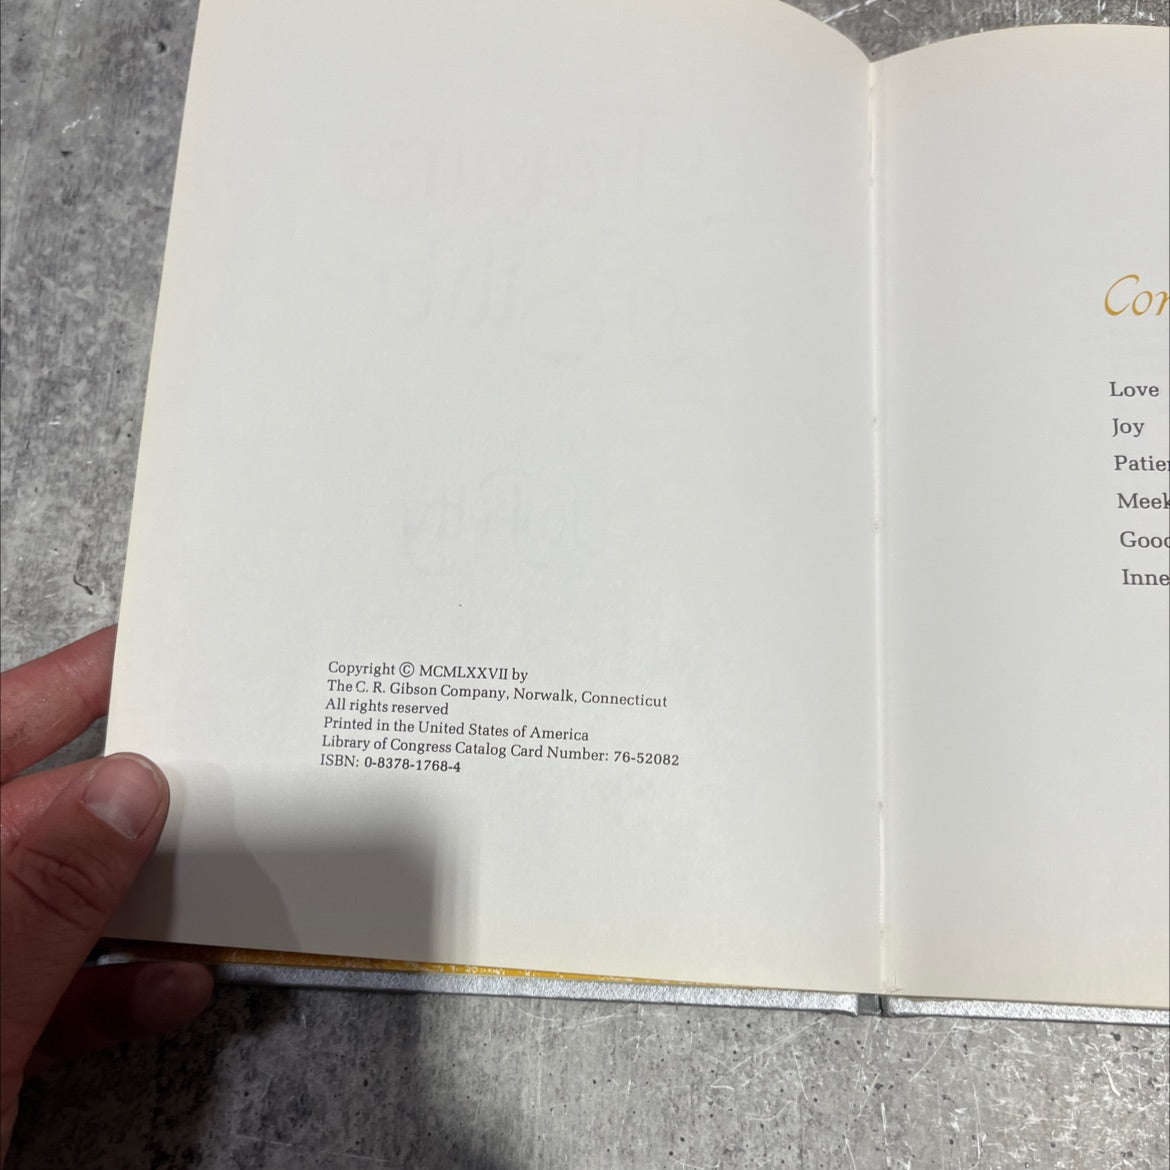 Copyright © MCMLXXVII by
The C. R. Gibson Company, Norwalk, Connecticut
All rights reserved
Printed in the United States of America
Library of Congress Catalog Card Number: 76-52082
ISBN: 0-8378-1768-4
Con
Love
Joy
Patie
Meek
Good
Inne